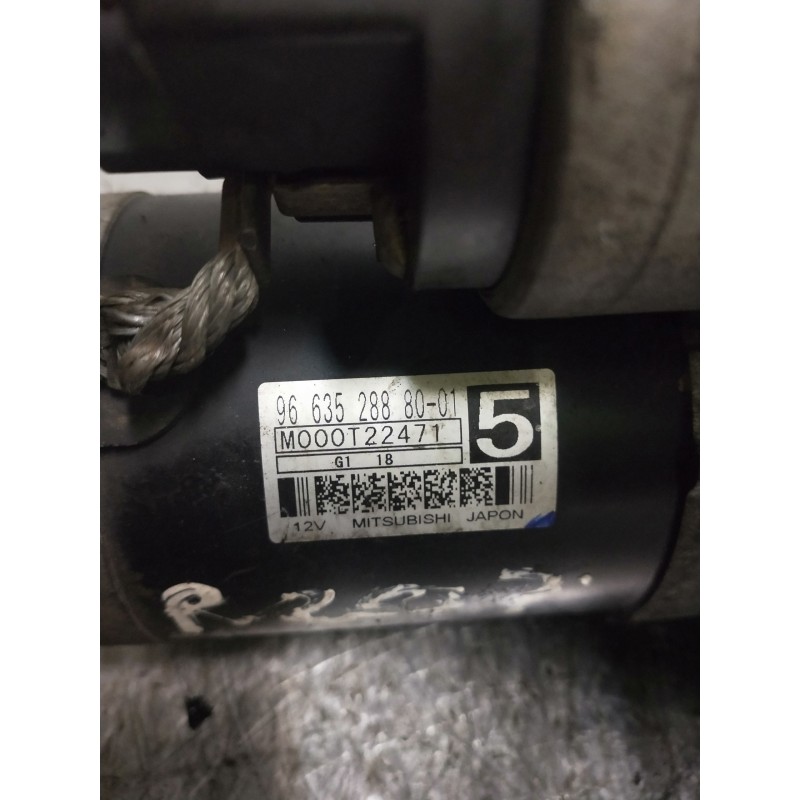 96 635 288 80-01
5
M000T22471
G1 18
12V MITSUBISHI JAPON